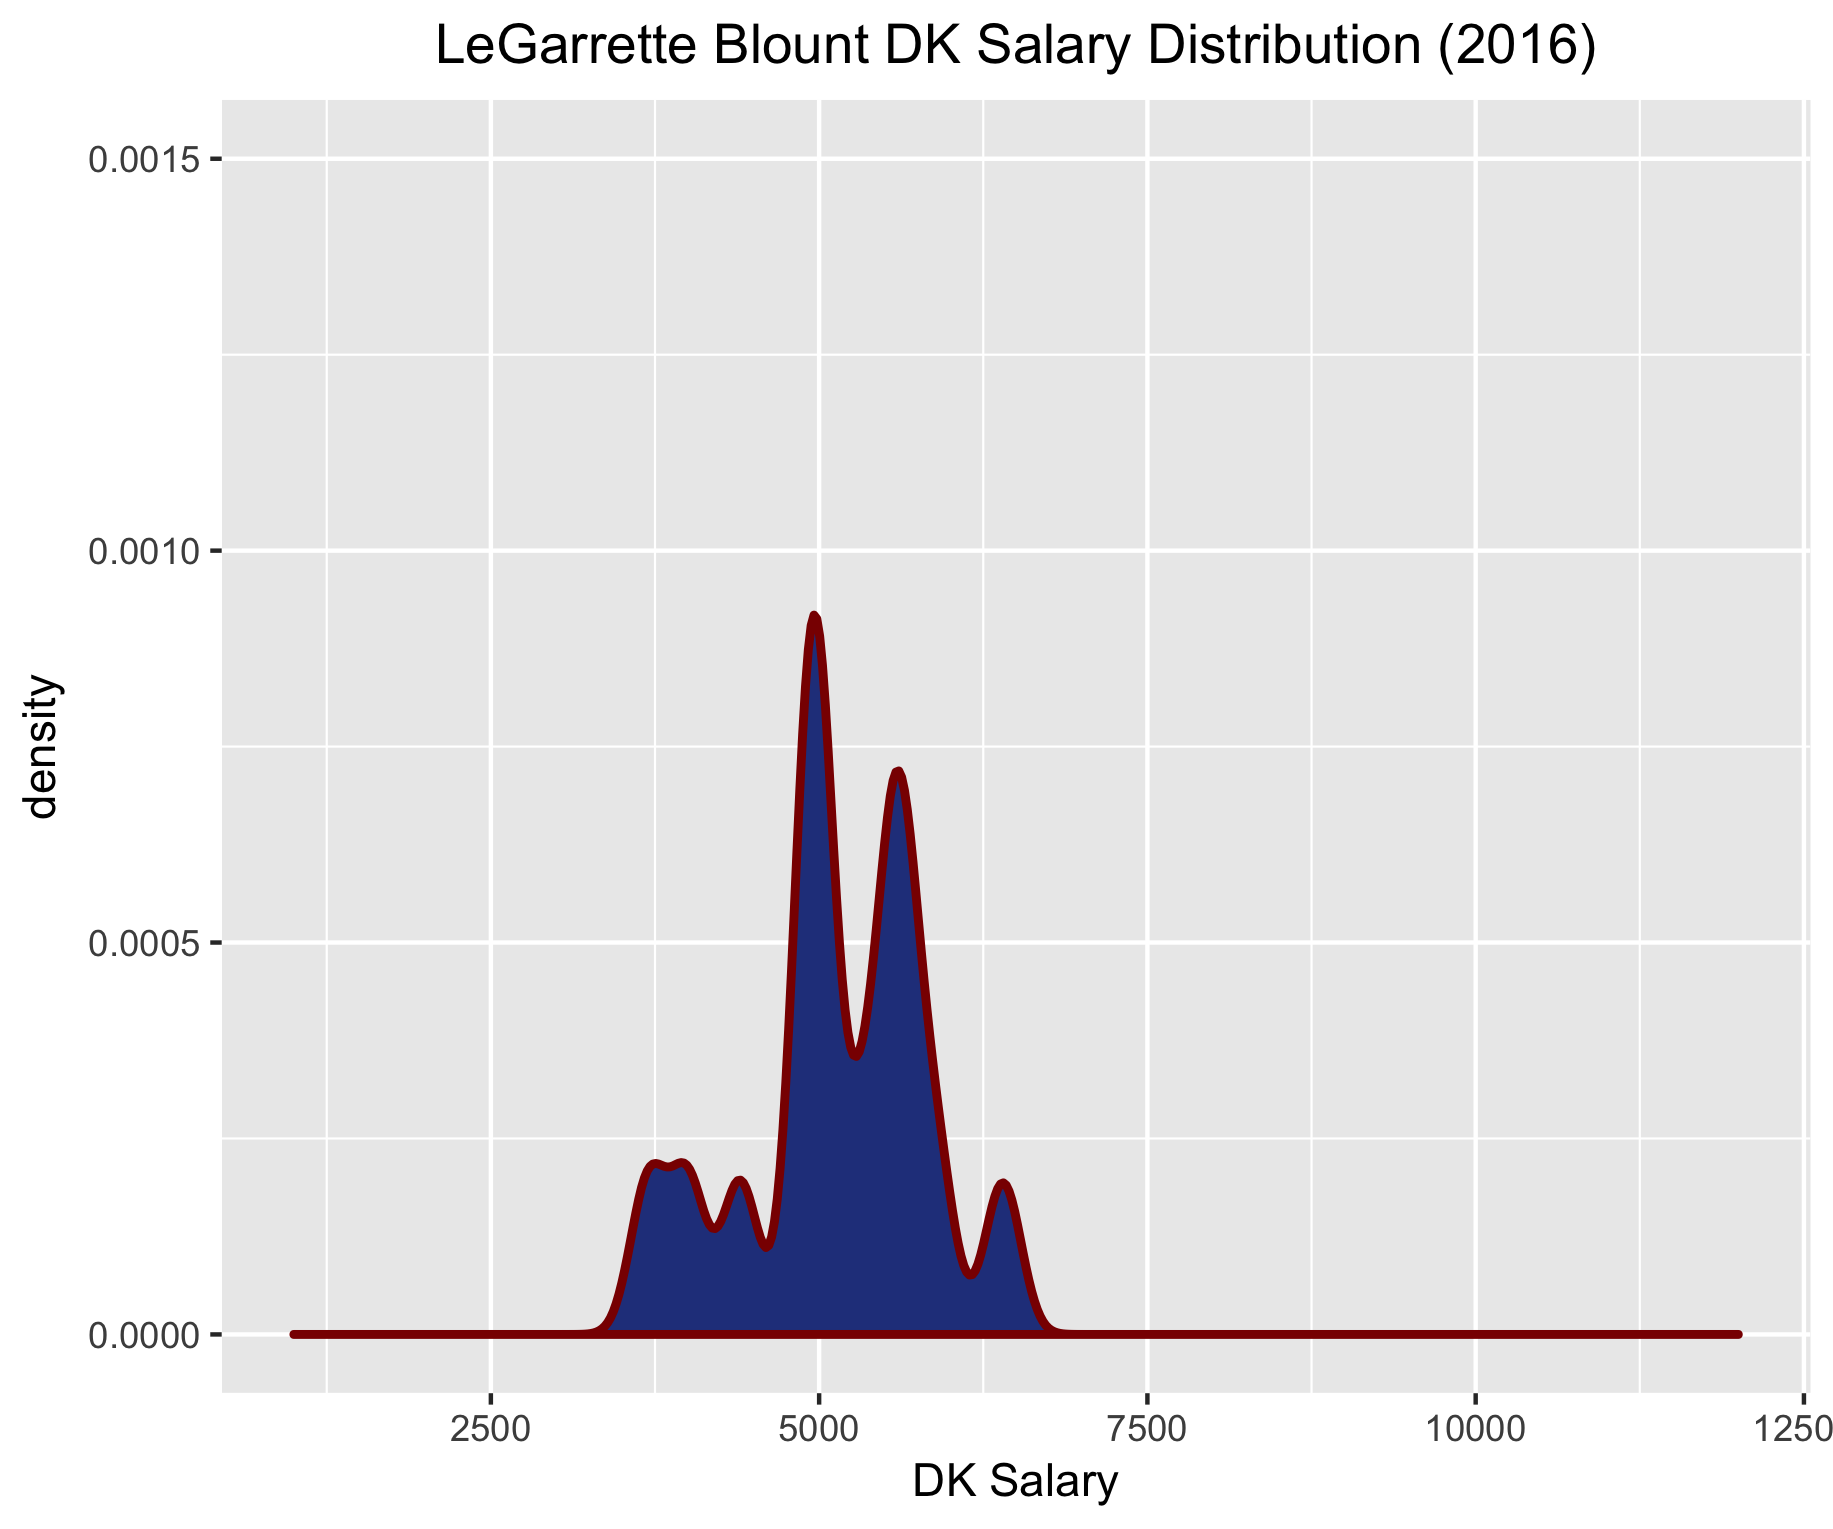 LeGarrette Blount DK Salary Distribution (2016)
0.0015
0.0010
0.0005
0.0000
density
2500 5000 7500 10000 1250
DK Salary